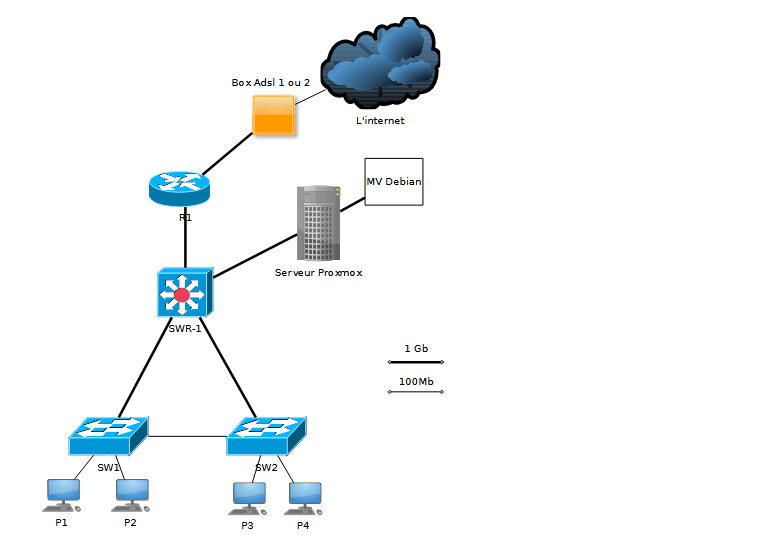 Box Adsl 1 ou 2
L'internet
MV Debian
R1
Serveur Proxmox
SWR-1
1 Gb
100Mb
SW1
SW2
P1
P2
P3
P4